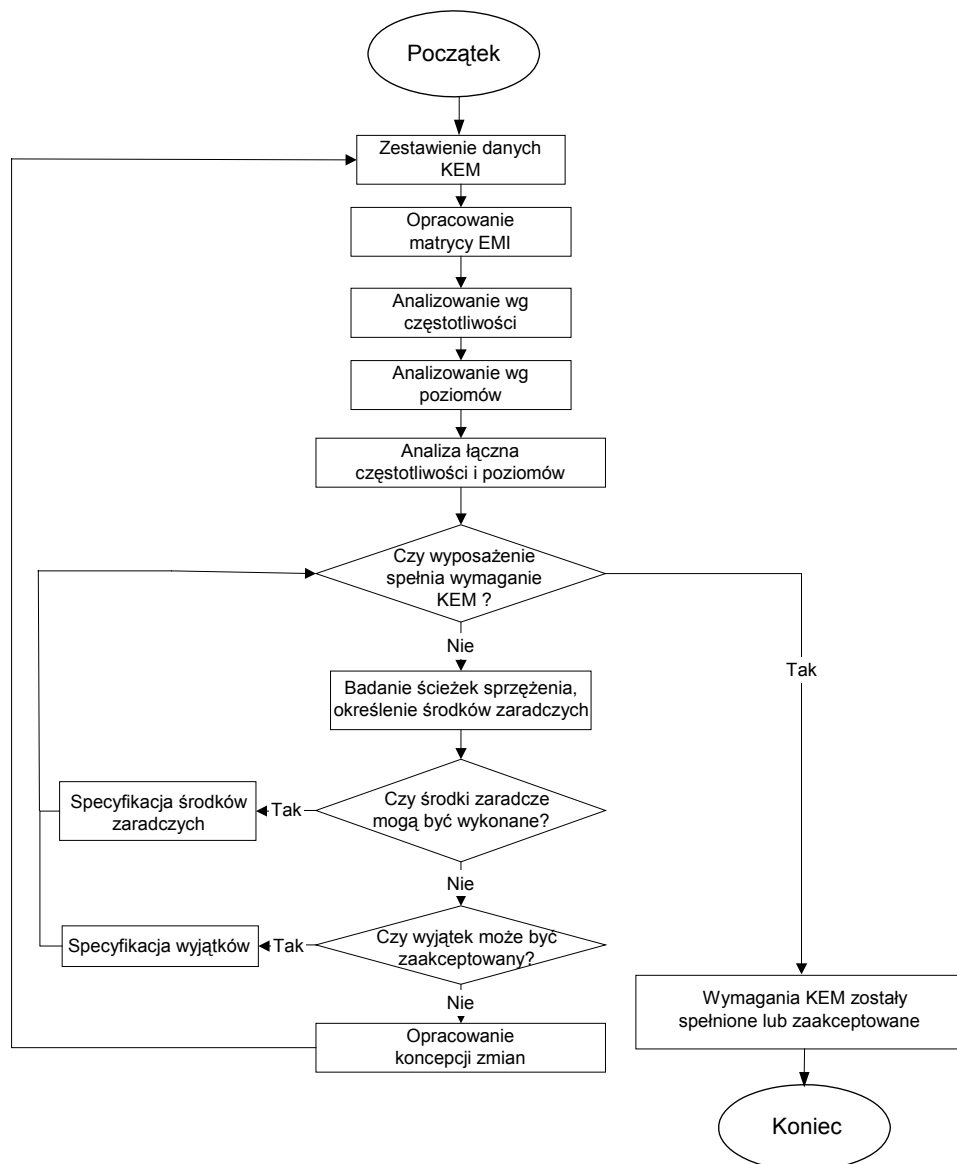 Początek
Zestawienie danych
KEM
Opracowanie
matrycy EMI
Analizowanie wg
częstotliwości
Analizowanie wg
poziomów
Analiza łączna
częstotliwości i poziomów
Czy wyposażenie
spełnia wymaganie
KEM ?
Nie
Tak
Badanie ścieżek sprzężenia,
określenie środków zaradczych
Specyfikacja środków
zaradczych
Tak
Czy środki zaradcze
mogą być wykonane?
Nie
Specyfikacja wyjątków
Tak
Czy wyjątek może być
zaakceptowany?
Nie
Wymagania KEM zostały
spełnione lub zaakceptowane
Opracowanie
koncepcji zmian
Koniec